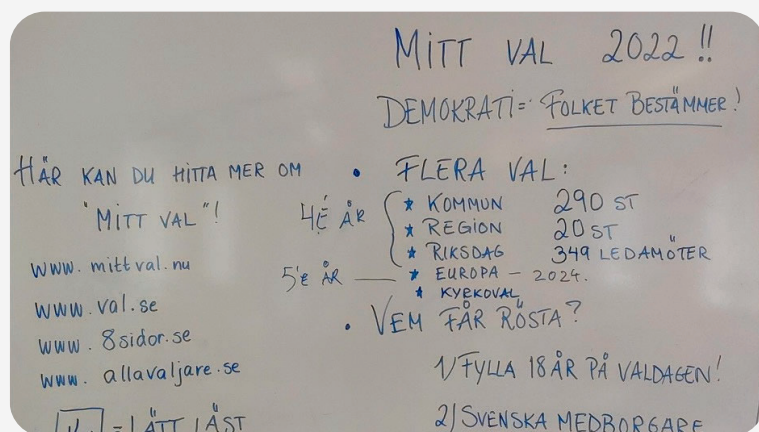 MITT VAL 2022 !!
DEMOKRATI = FOLKET BESTÄMMER!
HÄR KAN DU HITTA MER OM
"MITT VAL"!
www.mittval.nu
www.val.se
www.8sidor.se
www.allavaljare.se
= LÄTT LÄST
• FLERA VAL:
4:E ÅR
★ KOMMUN 290 ST
★ REGION 20 ST
★ RIKSDAG 349 LEDAMÖTER
5:E ÅR — ★ EUROPA – 2024.
★ KYRKOVAL
• VEM FÅR RÖSTA?
1/ FYLLA 18 ÅR PÅ VALDAGEN!
2) SVENSKA MEDBORGARE